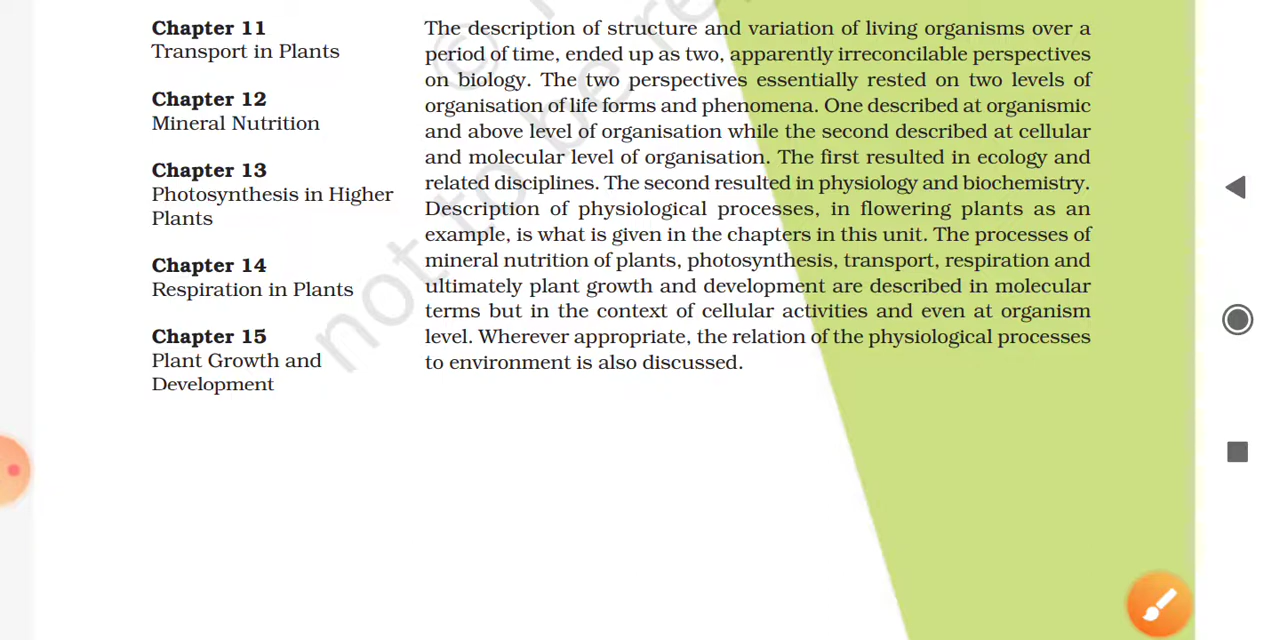 Chapter 11
Transport in Plants
Chapter 12
Mineral Nutrition
Chapter 13
Photosynthesis in Higher
Plants
Chapter 14
Respiration in Plants
Chapter 15
Plant Growth and
Development
The description of structure and variation of living organisms over a
period of time, ended up as two, apparently irreconcilable perspectives
on biology. The two perspectives essentially rested on two levels of
organisation of life forms and phenomena. One described at organismic
and above level of organisation while the second described at cellular
and molecular level of organisation. The first resulted in ecology and
related disciplines. The second resulted in physiology and biochemistry.
Description of physiological processes, in flowering plants as an
example, is what is given in the chapters in this unit. The processes of
mineral nutrition of plants, photosynthesis, transport, respiration and
ultimately plant growth and development are described in molecular
terms but in the context of cellular activities and even at organism
level. Wherever appropriate, the relation of the physiological processes
to environment is also discussed.
©
not to be re